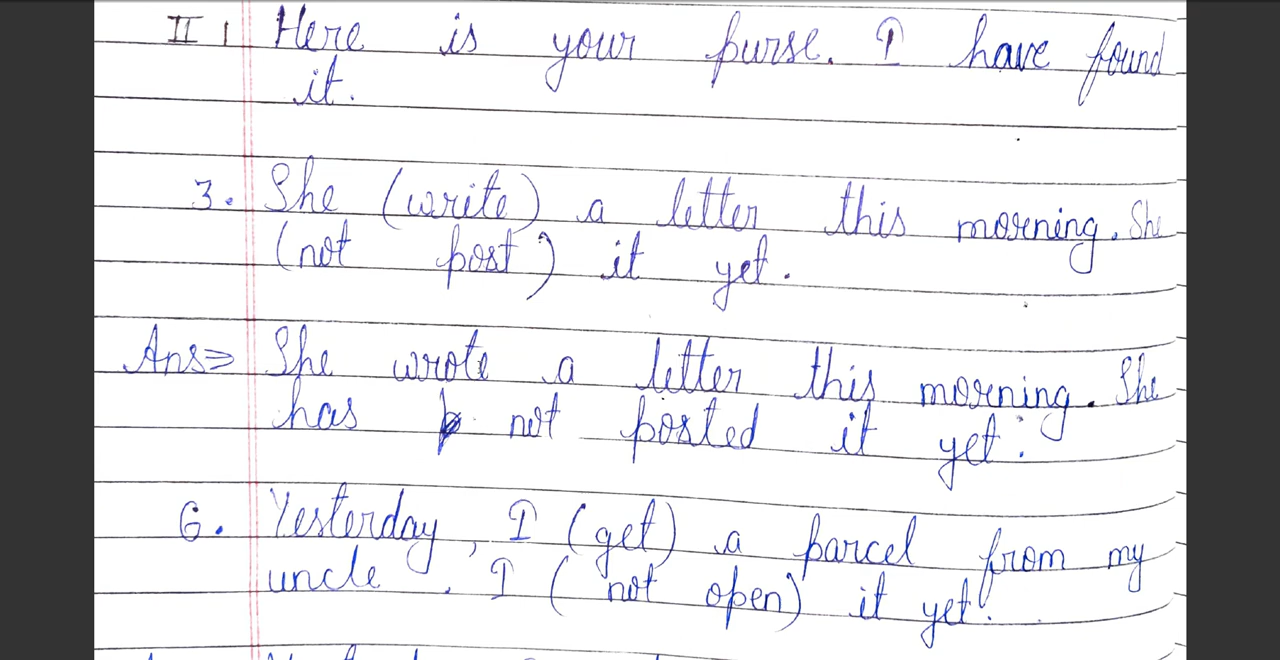 II 1 Here is your purse. I have found
it.
3. She (write) a letter this morning. She
(not post) it yet.
Ans⇒ She wrote a letter this morning. She
has not posted it yet.
6. Yesterday, I (get) a parcel from my
uncle. I (not open) it yet.